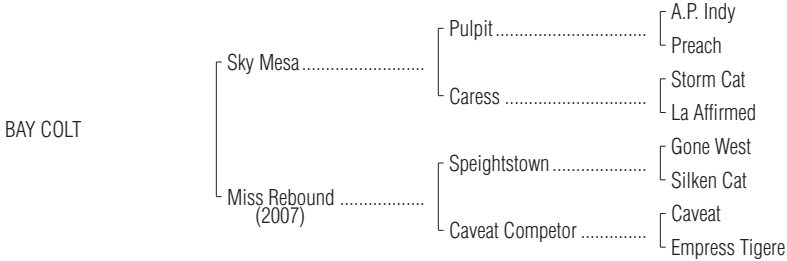 A.P. Indy
Pulpit..............................
Preach
Sky Mesa........................
Storm Cat
Caress ............................
La Affirmed
BAY COLT
Gone West
Speightstown...................
Silken Cat
Miss Rebound .................
(2007)
Caveat
Caveat Competor .............
Empress Tigere